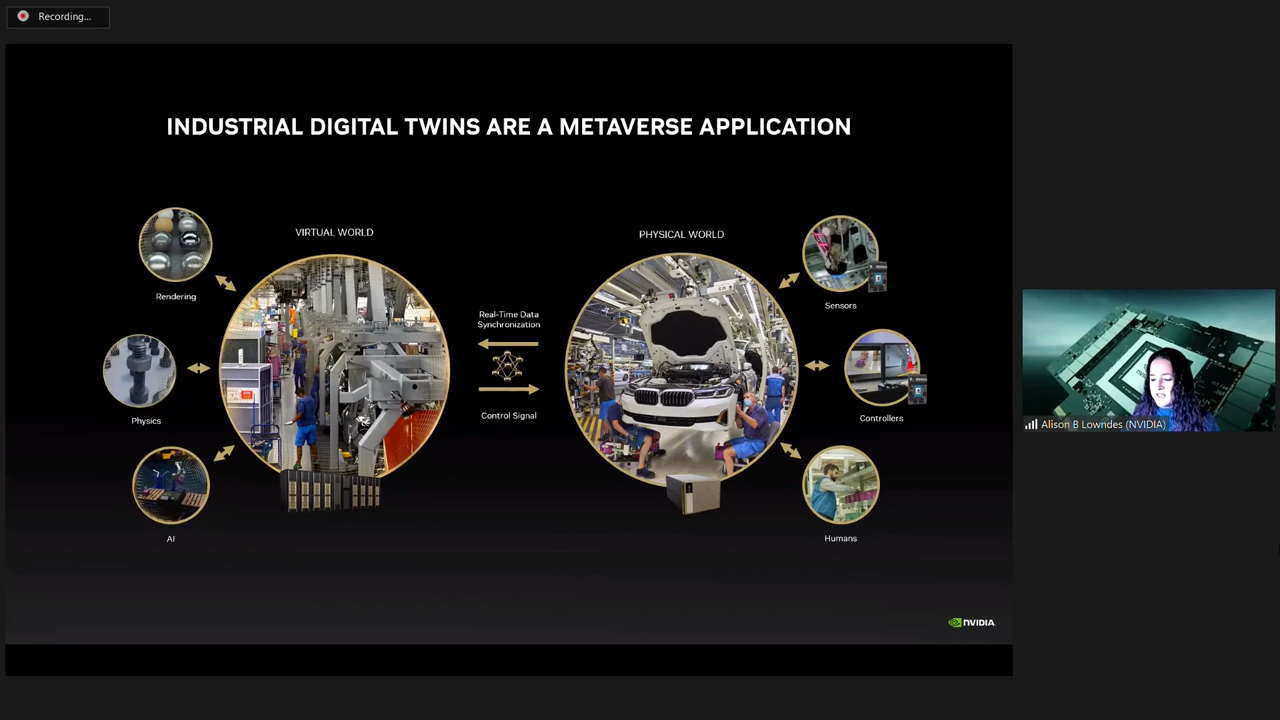 Recording...
INDUSTRIAL DIGITAL TWINS ARE A METAVERSE APPLICATION
VIRTUAL WORLD
PHYSICAL WORLD
Rendering
Physics
AI
Real-Time Data
Synchronization
Control Signal
Sensors
Controllers
Humans
NVIDIA.
Alison B Lowndes (NVIDIA)